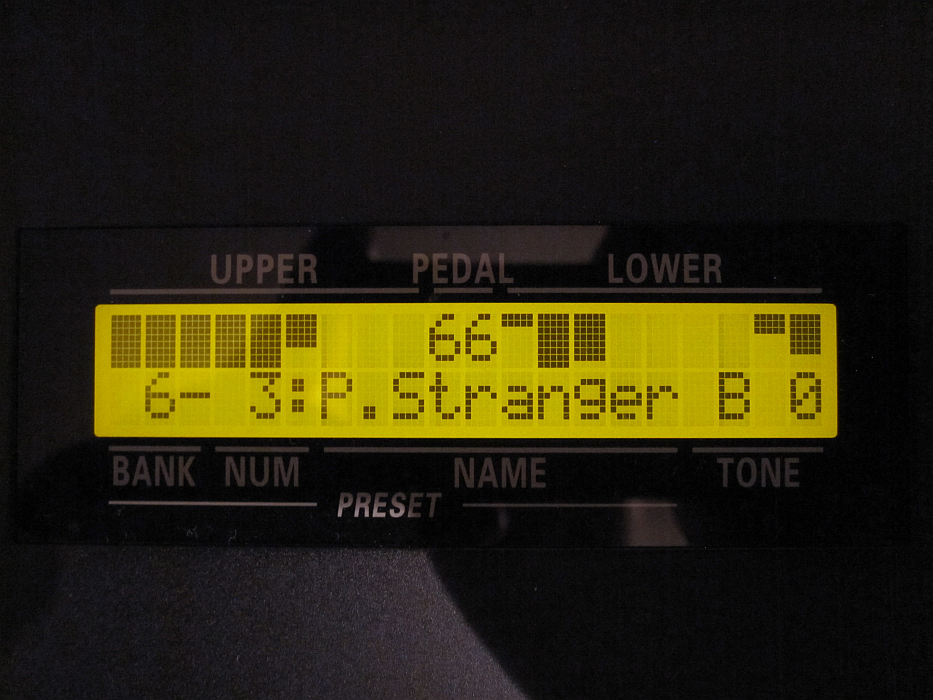 UPPER PEDAL LOWER
66
6- 3:P.Stranger B 0
BANK NUM NAME TONE
PRESET